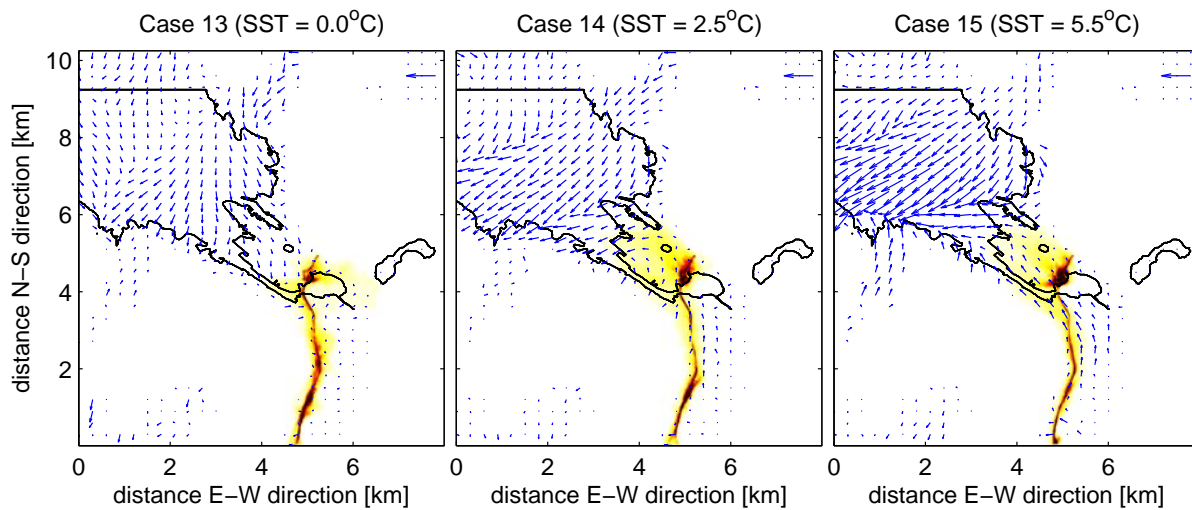 Case 13 (SST = 0.0°C) Case 14 (SST = 2.5°C) Case 15 (SST = 5.5°C)
distance N−S direction [km]
10
8
6
4
2
0 2 4 6 0 2 4 6 0 2 4 6
distance E−W direction [km] distance E−W direction [km] distance E−W direction [km]